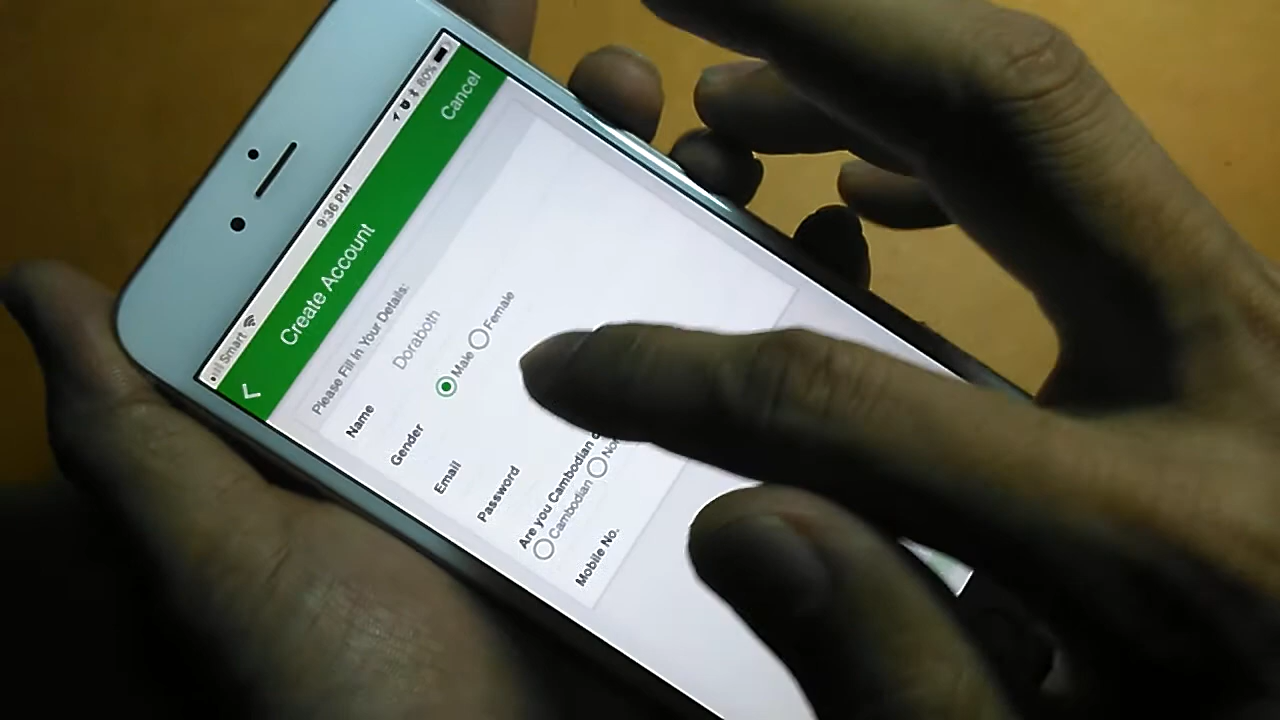 Smart 9:36 PM 80%
Create Account Cancel
Please Fill In Your Details:
Name Doraboth
Gender Male Female
Email
Password
Are you Cambodian
Cambodian
Mobile No.